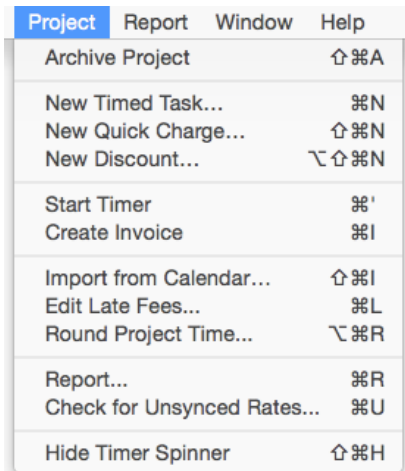 Project Report Window Help
Archive Project ⇧⌘A
New Timed Task... ⌘N
New Quick Charge... ⇧⌘N
New Discount... ⌥⇧⌘N
Start Timer ⌘'
Create Invoice ⌘I
Import from Calendar... ⇧⌘I
Edit Late Fees... ⌘L
Round Project Time... ⌥⌘R
Report... ⌘R
Check for Unsynced Rates... ⌘U
Hide Timer Spinner ⇧⌘H